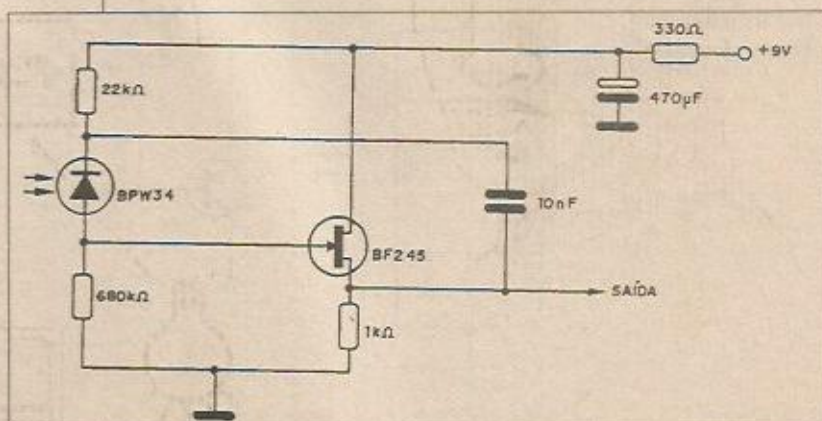 330Ω
+9V
22kΩ
470µF
BPW34
10nF
BF245
680kΩ
SAÍDA
1kΩ